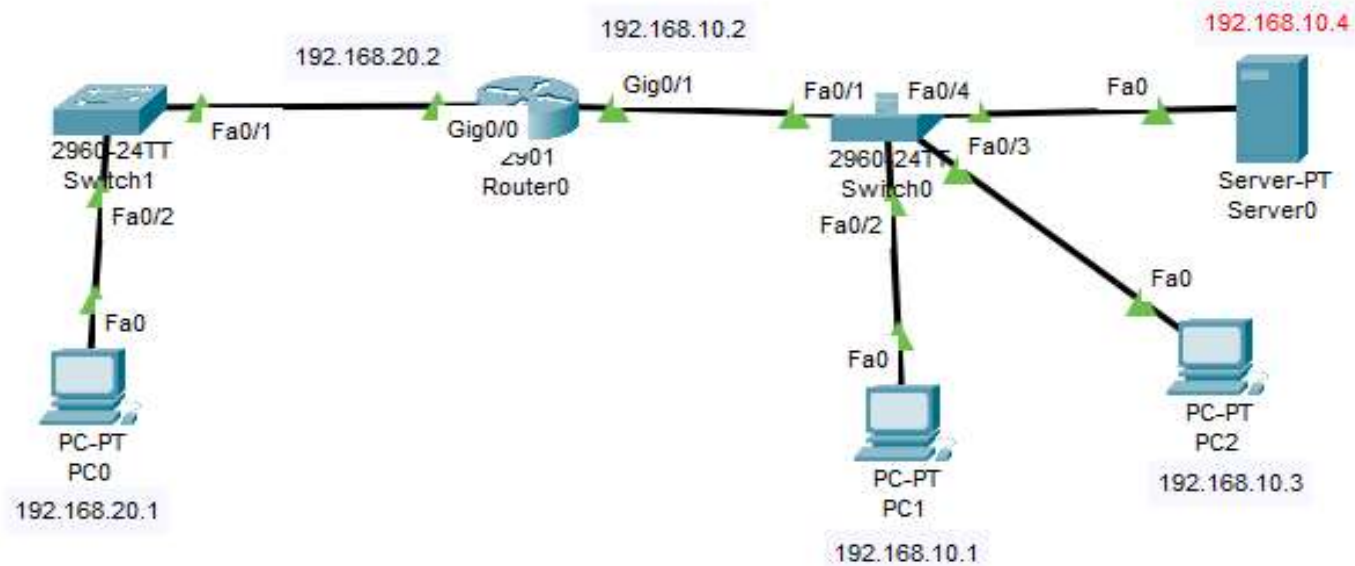 192.168.10.4
192.168.10.2
192.168.20.2
Gig0/1
Fa0/1
Fa0/4
Fa0
Fa0/1
Gig0/0
Fa0/3
2960-24TT
Switch1
2901
Router0
2960-24TT
Switch0
Server-PT
Server0
Fa0/2
Fa0/2
Fa0
Fa0
Fa0
PC-PT
PC0
192.168.20.1
PC-PT
PC2
192.168.10.3
PC-PT
PC1
192.168.10.1